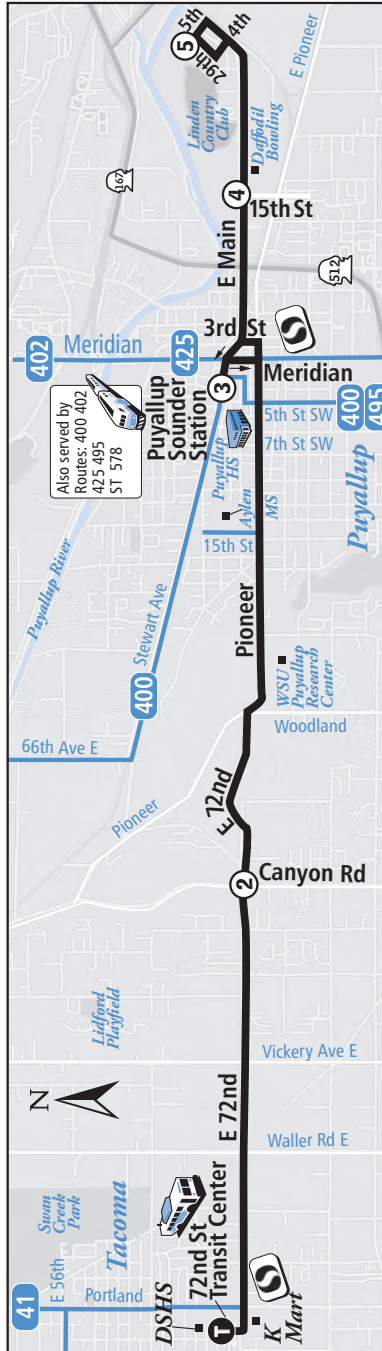 41
E 56th
Portland
Swan
Creek
Park
Tacoma
DSHS
T
72nd St
Transit Center
K
Mart
N
Lidford
Playfield
E 72nd
Waller Rd E
Vickery Ave E
2
Canyon Rd
E 72nd
Pioneer
66th Ave E
400
Stewart Ave
Woodland
WSU
Puyallup
Research
Center
Pioneer
Puyallup River
15th St
Aylen
MS
Puyallup
HS
7th St SW
5th St SW
Puyallup
400
495
Also served by
Routes: 400 402
425 495
ST 578
Puyallup
Sounder
Station
3
402
Meridian
425
Meridian
3rd St
E Main
167
512
4
15th St
Linden
Country
Club
Daffodil
Bowling
E Pioneer
5
5th
29th
4th